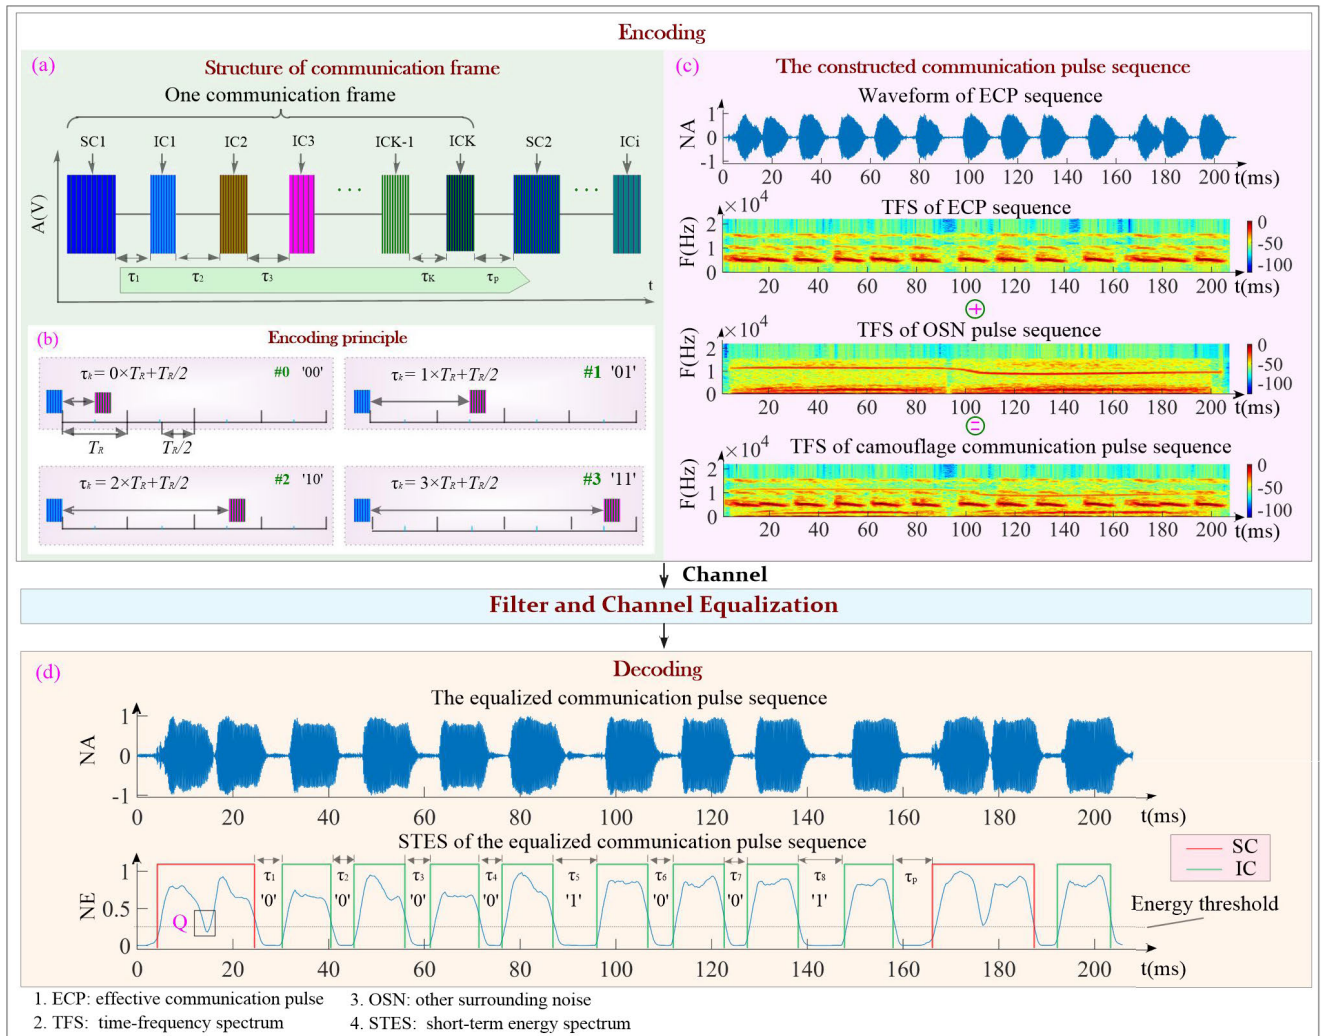 Encoding
(a)
Structure of communication frame
One communication frame
SC1 IC1 IC2 IC3 ICK-1 ICK SC2 ICi
A(V)
. . . . . .
τ1 τ2 τ3 τK τp
t
(b)
Encoding principle
τk = 0×TR+TR/2 #0 '00'
TR TR/2
τk = 1×TR+TR/2 #1 '01'
τk = 2×TR+TR/2 #2 '10'
τk = 3×TR+TR/2 #3 '11'
(c)
The constructed communication pulse sequence
Waveform of ECP sequence
NA
1
0
-1
20 40 60 80 100 120 140 160 180 200 t(ms)
TFS of ECP sequence
×10⁴
F(Hz)
2
1
0
0
-50
-100
20 40 60 80 100 120 140 160 180 200 t(ms)
+
TFS of OSN pulse sequence
×10⁴
F(Hz)
2
1
0
0
-50
-100
20 40 60 80 100 120 140 160 180 200 t(ms)
=
TFS of camouflage communication pulse sequence
×10⁴
F(Hz)
2
1
0
0
-50
-100
20 40 60 80 100 120 140 160 180 200 t(ms)
Channel
Filter and Channel Equalization
(d)
Decoding
The equalized communication pulse sequence
NA
1
0
-1
0 20 40 60 80 100 120 140 160 180 200 t(ms)
STES of the equalized communication pulse sequence
NE
1
0.5
0
τ1 τ2 τ3 τ4 τ5 τ6 τ7 τ8 τp
'0' '0' '0' '0' '1' '0' '0' '1'
Q
SC
IC
Energy threshold
0 20 40 60 80 100 120 140 160 180 200 t(ms)
1. ECP: effective communication pulse 3. OSN: other surrounding noise
2. TFS: time-frequency spectrum 4. STES: short-term energy spectrum